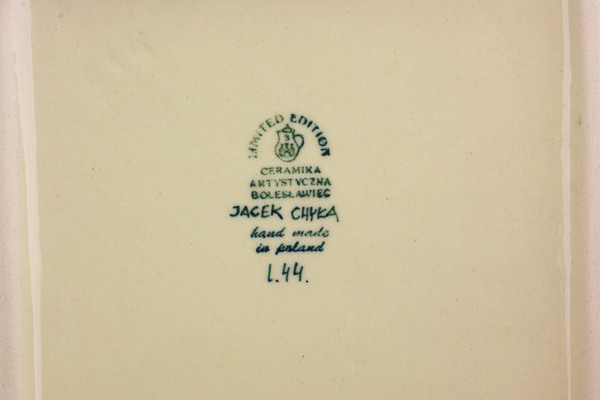 LIMITED EDITION
CERAMIKA
ARTYSTYCZNA
BOLESŁAWIEC
JACEK CHYŁA
hand made
in poland
L.44.